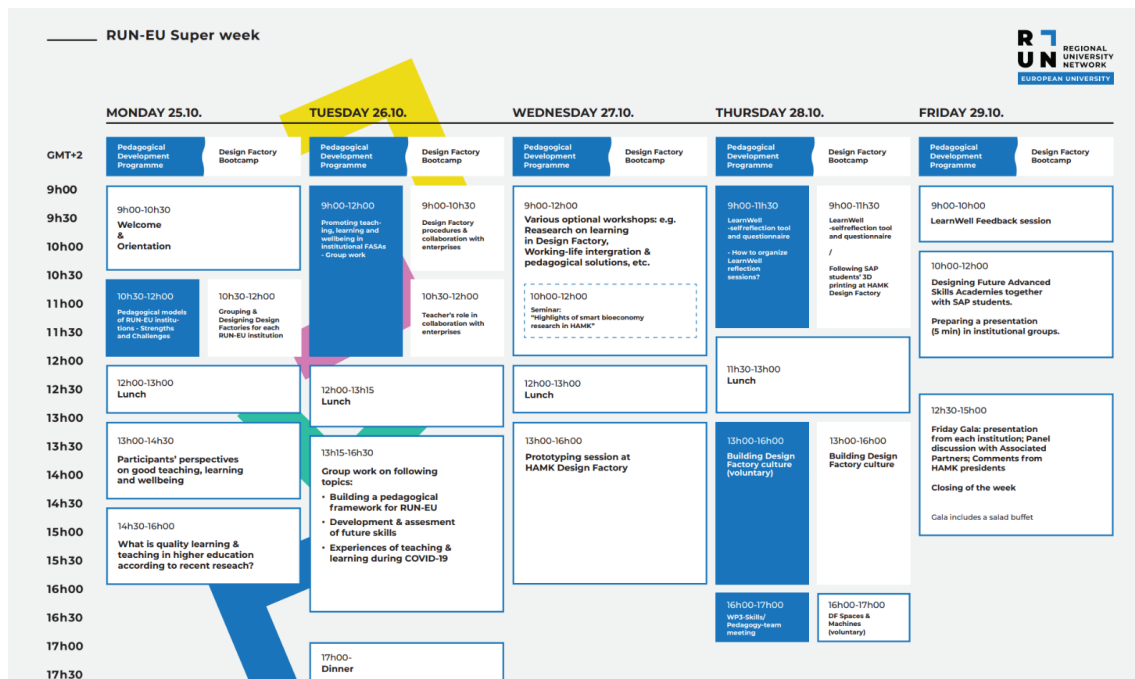 RUN-EU Super week
R
UN
REGIONAL
UNIVERSITY
NETWORK
EUROPEAN UNIVERSITY
MONDAY 25.10.
TUESDAY 26.10.
WEDNESDAY 27.10.
THURSDAY 28.10.
FRIDAY 29.10.
GMT+2
Pedagogical
Development
Programme
Design Factory
Bootcamp
Pedagogical
Development
Programme
Design Factory
Bootcamp
Pedagogical
Development
Programme
Design Factory
Bootcamp
Pedagogical
Development
Programme
Design Factory
Bootcamp
Pedagogical
Development
Programme
Design Factory
Bootcamp
9h00
9h30
10h00
10h30
11h00
11h30
12h00
12h30
13h00
13h30
14h00
14h30
15h00
15h30
16h00
16h30
17h00
17h30
9h00-10h30
Welcome
&
Orientation
10h30-12h00
Pedagogical models
of RUN-EU institu-
tions - Strengths
and Challenges
10h30-12h00
Grouping &
Designing Design
Factories for each
RUN-EU institution
12h00-13h00
Lunch
13h00-14h30
Participants' perspectives
on good teaching, learning
and wellbeing
14h30-16h00
What is quality learning &
teaching in higher education
according to recent reseach?
9h00-12h00
Promoting teach-
ing, learning and
wellbeing in
institutional FASAs
- Group work
9h00-10h30
Design Factory
procedures &
collaboration with
enterprises
10h30-12h00
Teacher's role in
collaboration with
enterprises
12h00-13h15
Lunch
13h15-16h30
Group work on following
topics:
• Building a pedagogical
framework for RUN-EU
• Development & assesment
of future skills
• Experiences of teaching &
learning during COVID-19
17h00-
Dinner
9h00-12h00
Various optional workshops: e.g.
Reasearch on learning
in Design Factory,
Working-life intergration &
pedagogical solutions, etc.
10h00-12h00
Seminar:
"Highlights of smart bioeconomy
research in HAMK"
12h00-13h00
Lunch
13h00-16h00
Prototyping session at
HAMK Design Factory
9h00-11h30
LearnWell
-selfreflection tool
and questionnaire
- How to organize
LearnWell
reflection
sessions?
9h00-11h30
LearnWell
-selfreflection tool
and questionnaire
/
Following SAP
students' 3D
printing at HAMK
Design Factory
11h30-13h00
Lunch
13h00-16h00
Building Design
Factory culture
(voluntary)
13h00-16h00
Building Design
Factory culture
16h00-17h00
WP3-Skills/
Pedagogy-team
meeting
16h00-17h00
DF Spaces &
Machines
(voluntary)
9h00-10h00
LearnWell Feedback session
10h00-12h00
Designing Future Advanced
Skills Academies together
with SAP students.
Preparing a presentation
(5 min) in institutional groups.
12h30-15h00
Friday Gala: presentation
from each institution; Panel
discussion with Associated
Partners; Comments from
HAMK presidents
Closing of the week
Gala includes a salad buffet